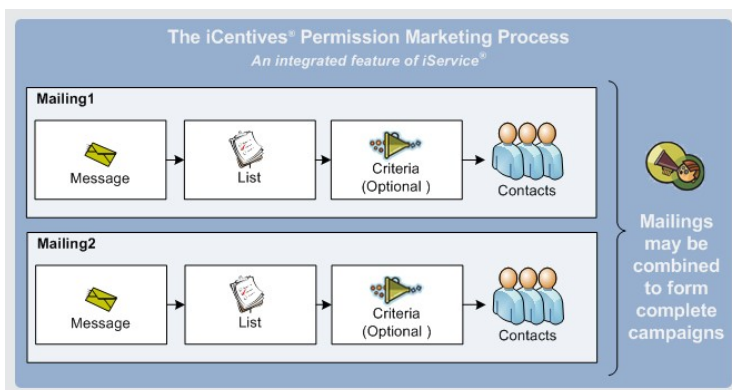 The iCentives® Permission Marketing Process
An integrated feature of iService®
Mailing1
Message
List
Criteria
(Optional )
Contacts
Mailing2
Message
List
Criteria
(Optional )
Contacts
Mailings
may be
combined
to form
complete
campaigns